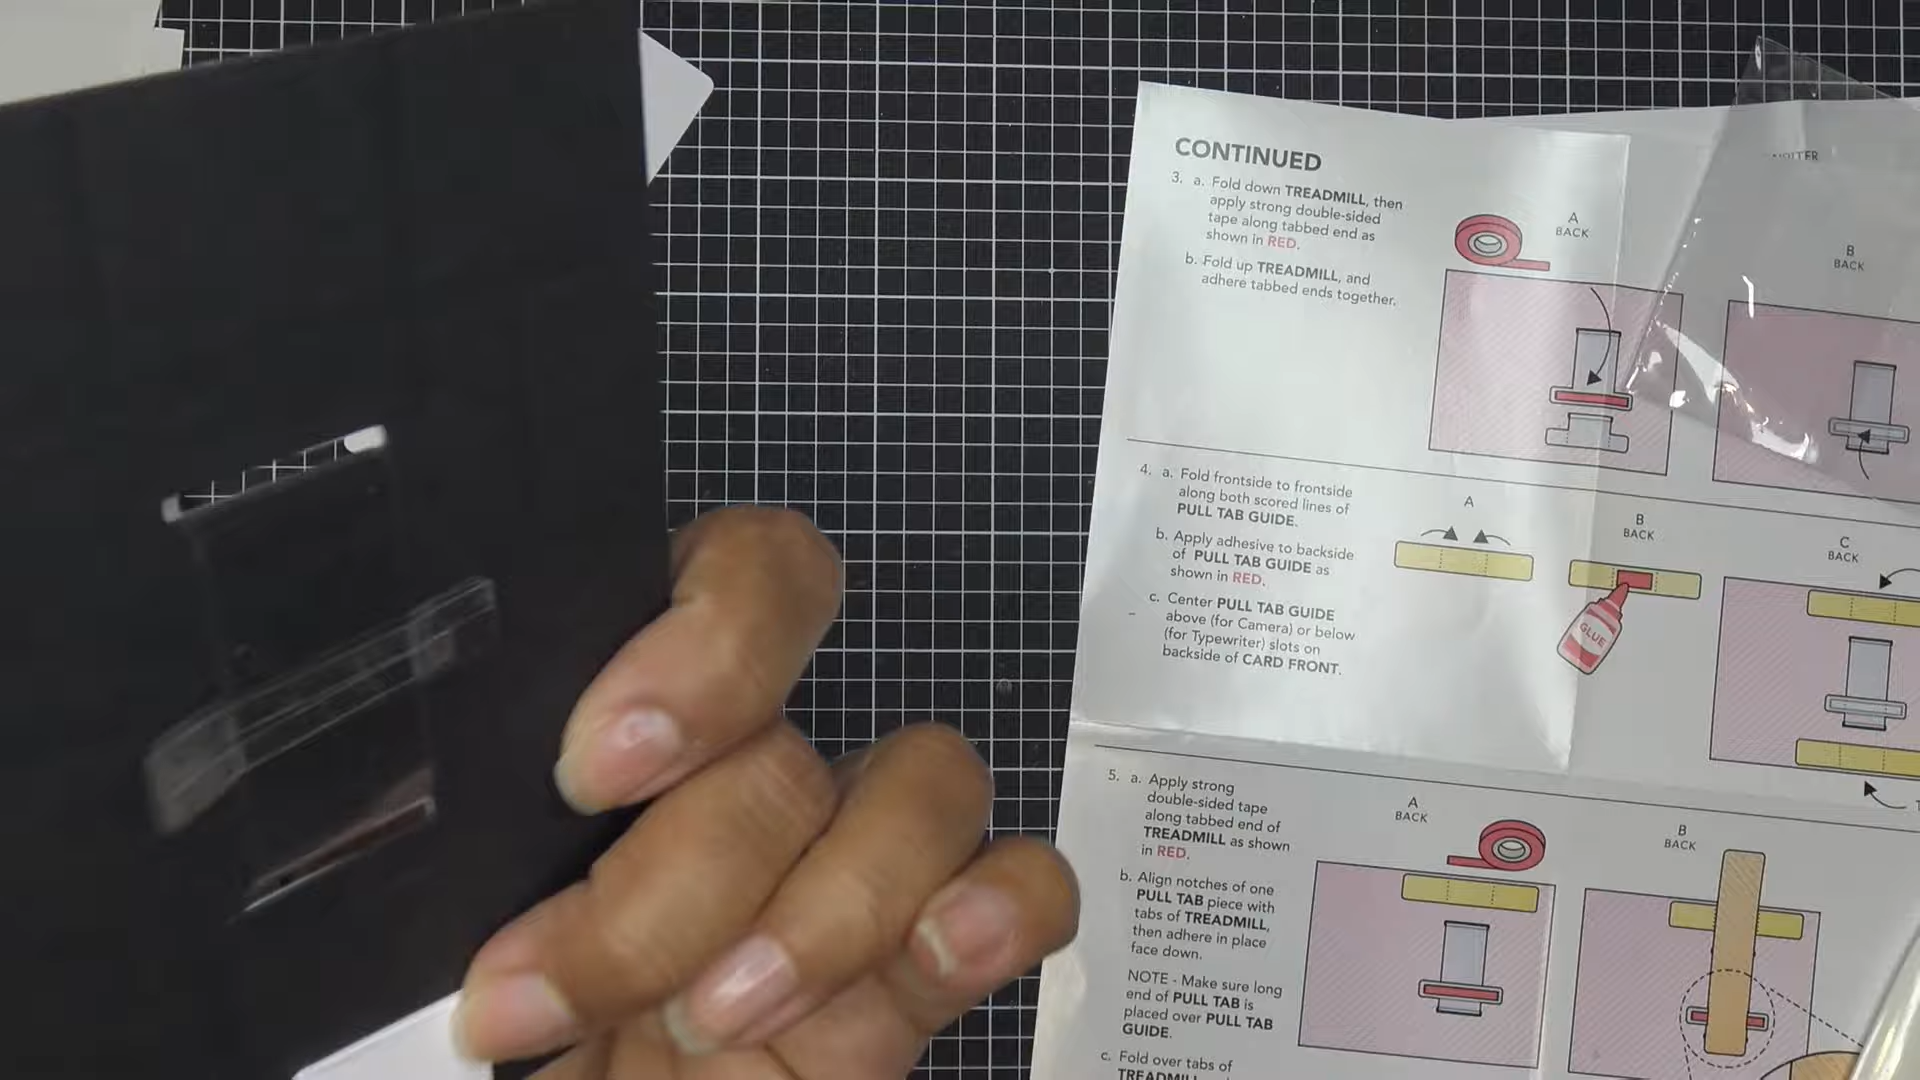 CONTINUED
3. a. Fold down TREADMILL, then
apply strong double-sided
tape along tabbed end as
shown in RED.
b. Fold up TREADMILL, and
adhere tabbed ends together.
A
BACK
B
BACK
4. a. Fold frontside to frontside
along both scored lines of
PULL TAB GUIDE.
b. Apply adhesive to backside
of PULL TAB GUIDE as
shown in RED.
c. Center PULL TAB GUIDE
above (for Camera) or below
(for Typewriter) slots on
backside of CARD FRONT.
A
B
BACK
GLUE
C
BACK
5. a. Apply strong
double-sided tape
along tabbed end of
TREADMILL as shown
in RED.
b. Align notches of one
PULL TAB piece with
tabs of TREADMILL,
then adhere in place
face down.
NOTE - Make sure long
end of PULL TAB is
placed over PULL TAB
GUIDE.
c. Fold over tabs of
TREADMILL
A
BACK
B
BACK